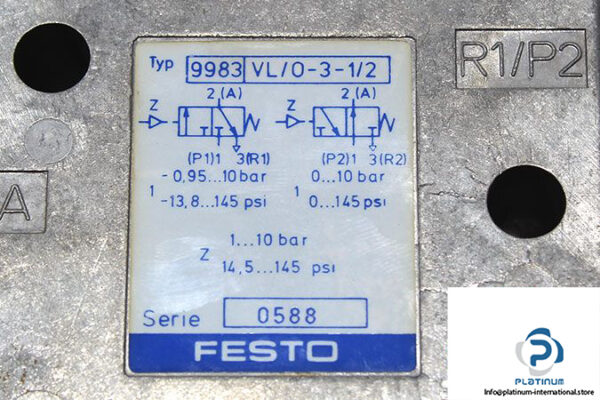 Typ 9983 VL/O-3-1/2
R1/P2
2 (A) 2 (A)
Z Z
(P1)1 3(R1) (P2)1 3(R2)
-0,95...10 bar 0...10 bar
1 1
-13,8...145 psi 0...145 psi
A
1...10 bar
Z
14,5...145 psi
Serie 0588
FESTO
PLATINUM
Info@platinum-international.store